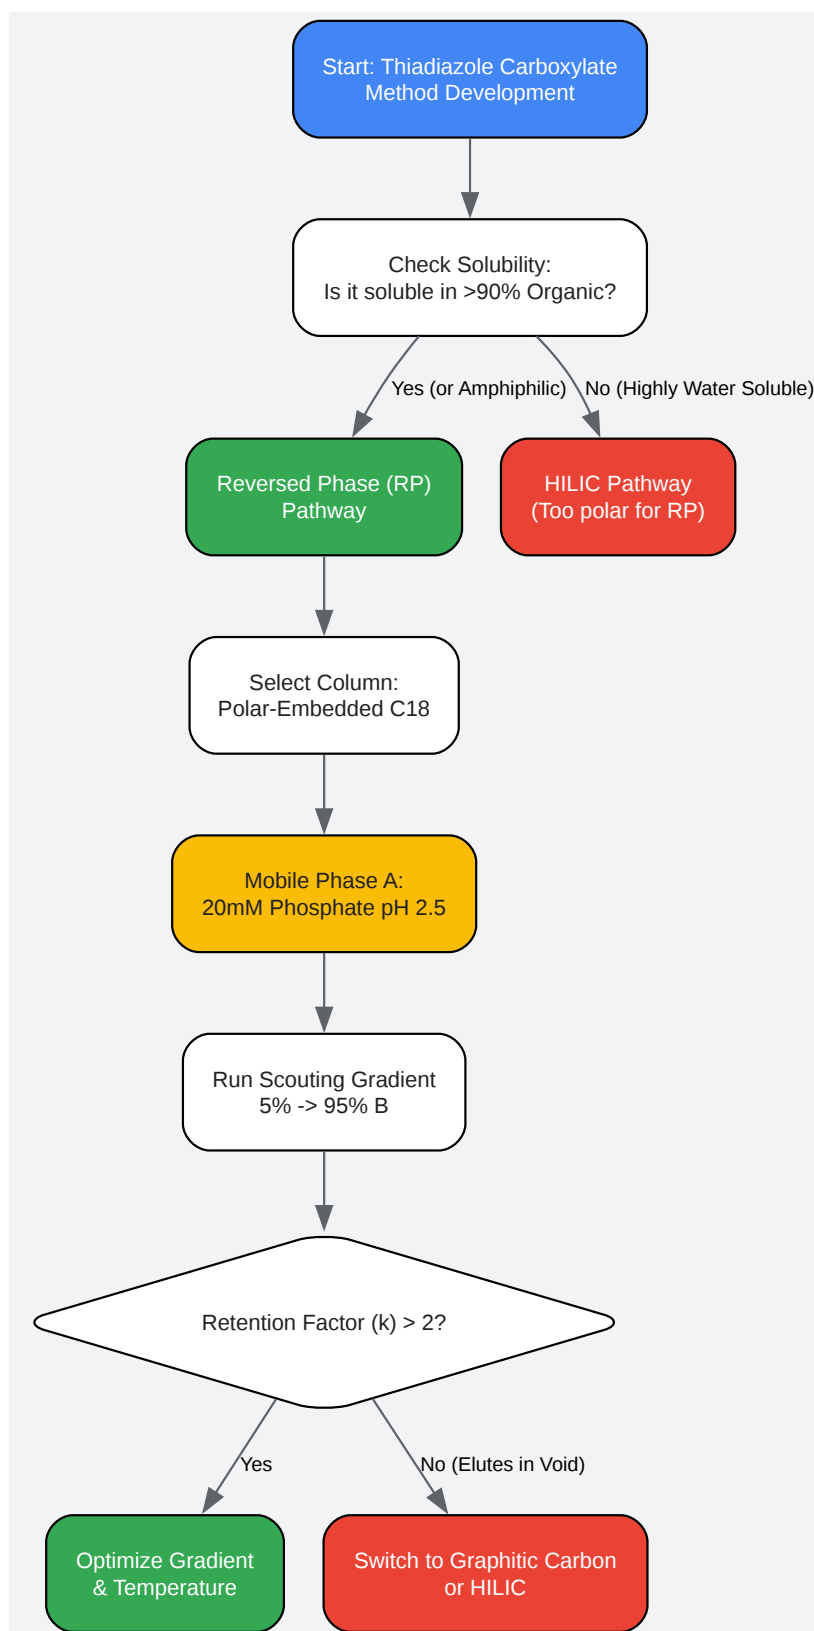 Start: Thiadiazole Carboxylate
Method Development
Check Solubility:
Is it soluble in >90% Organic?
Yes (or Amphiphilic)
No (Highly Water Soluble)
Reversed Phase (RP)
Pathway
HILIC Pathway
(Too polar for RP)
Select Column:
Polar-Embedded C18
Mobile Phase A:
20mM Phosphate pH 2.5
Run Scouting Gradient
5% -> 95% B
Retention Factor (k) > 2?
Yes
No (Elutes in Void)
Optimize Gradient
& Temperature
Switch to Graphitic Carbon
or HILIC